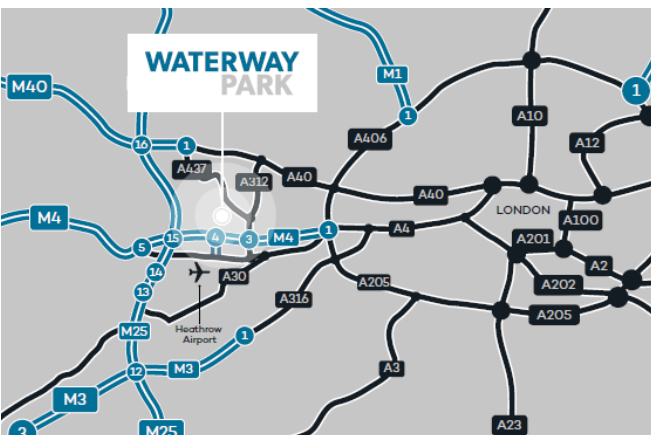 WATERWAY
PARK
M40
M1
1
1
16
1
A10
A406
A12
A437
A312
A40
A40
LONDON
A100
M4
5
15
4
3
M4
1
A4
A201
14
A30
A2
13
A316
A205
A202
Heathrow
Airport
A205
M25
1
12
M3
A3
M3
3
M25
A23